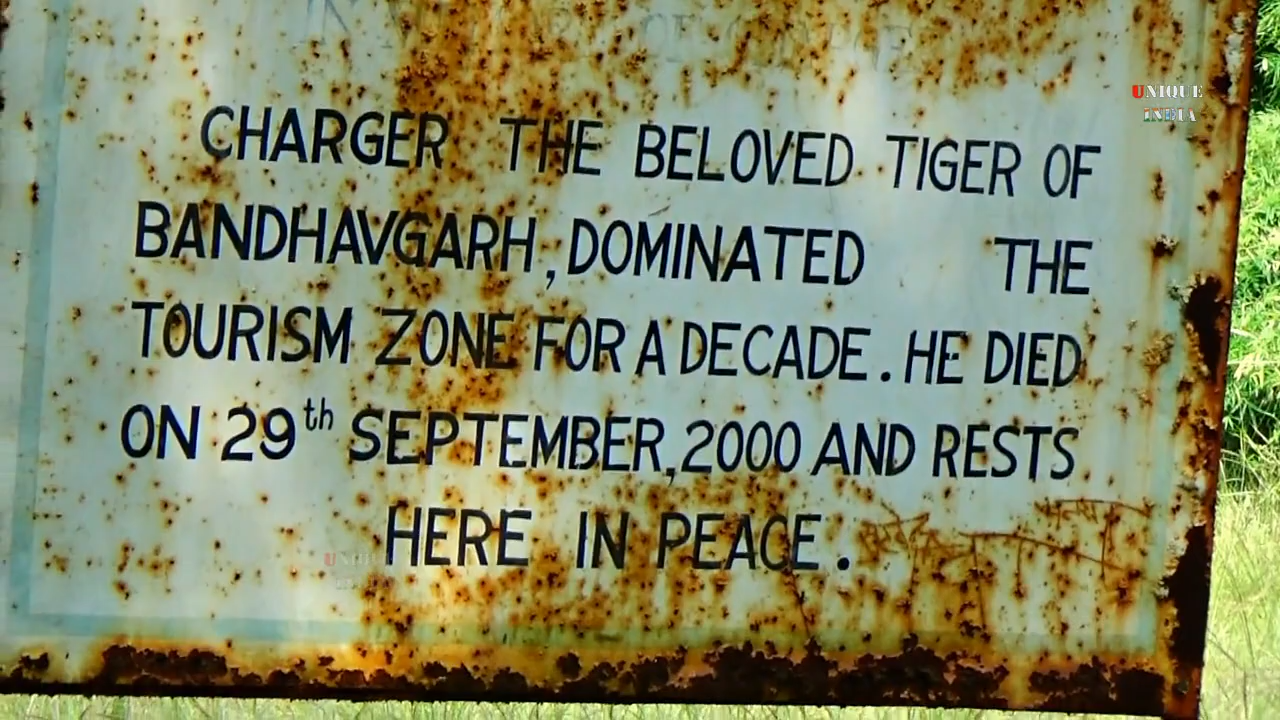 CHARGER THE BELOVED TIGER OF
BANDHAVGARH, DOMINATED THE
TOURISM ZONE FOR A DECADE. HE DIED
ON 29th SEPTEMBER, 2000 AND RESTS
HERE IN PEACE.
UNIQUE
INDIA